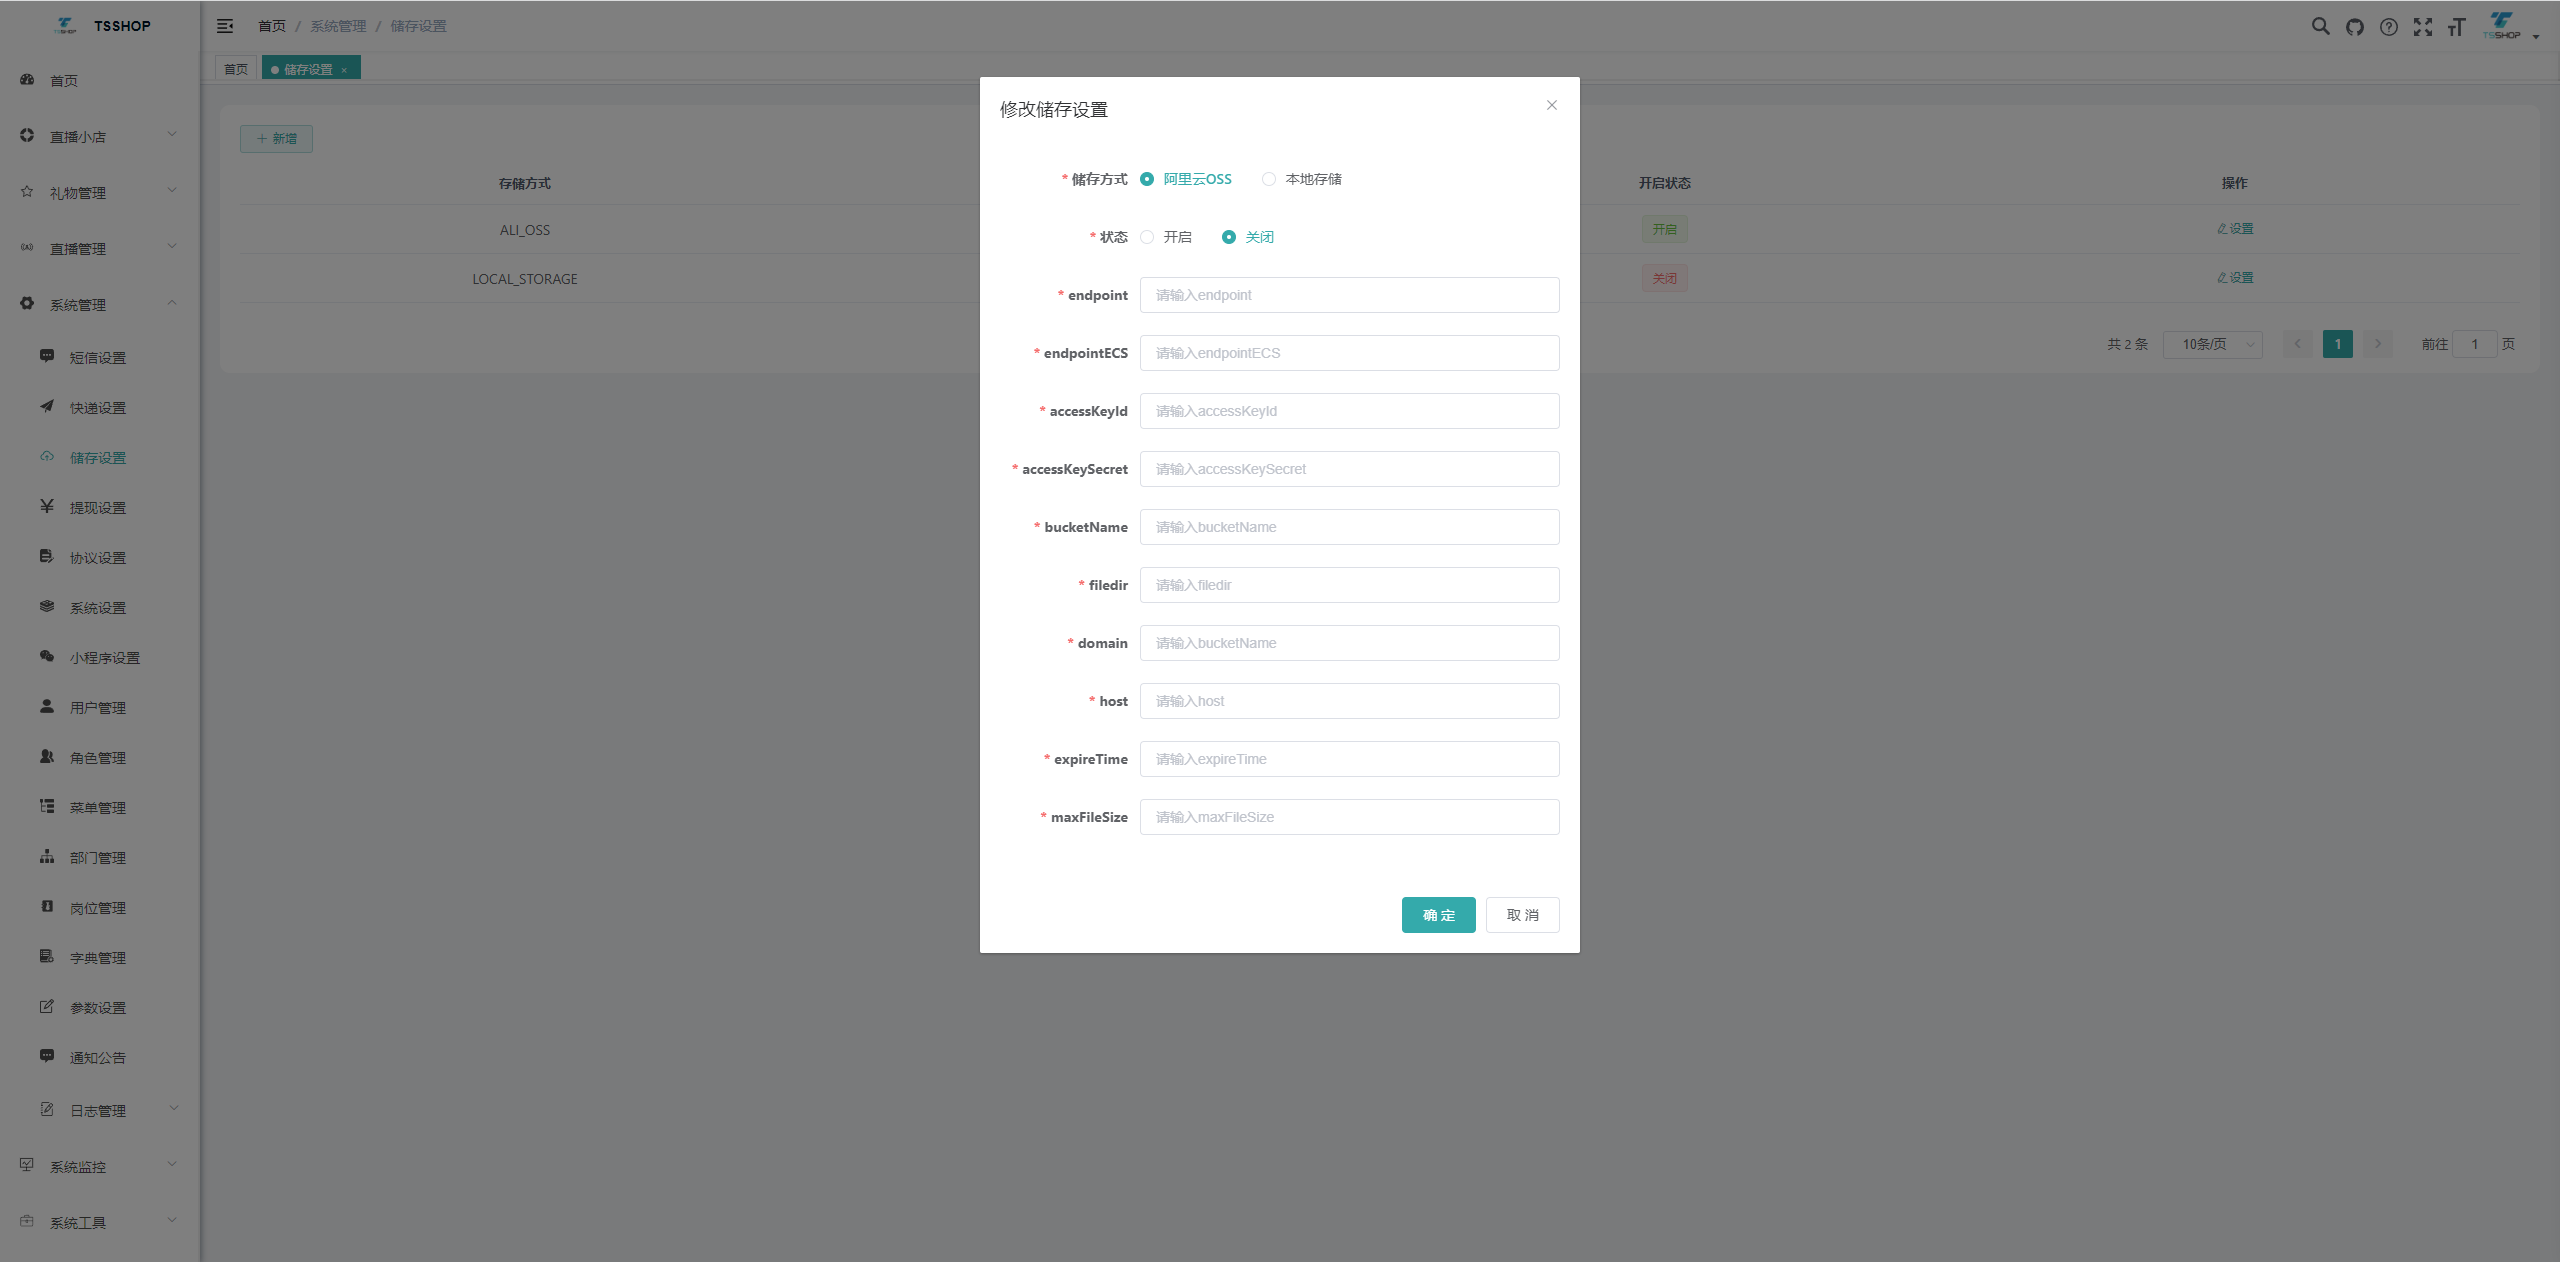 TSSHOP
首页 / 系统管理 / 储存设置
TSSHOP
首页
储存设置 ×
首页
直播小店
礼物管理
直播管理
系统管理
短信设置
快递设置
储存设置
提现设置
协议设置
系统设置
小程序设置
用户管理
角色管理
菜单管理
部门管理
岗位管理
字典管理
参数设置
通知公告
日志管理
系统监控
系统工具
+ 新增
存储方式 开启状态 操作
ALI_OSS 开启 设置
LOCAL_STORAGE 关闭 设置
共 2 条 10条/页 1 前往 1 页
修改储存设置
* 储存方式 阿里云OSS 本地存储
* 状态 开启 关闭
* endpoint 请输入endpoint
* endpointECS 请输入endpointECS
* accessKeyId 请输入accessKeyId
* accessKeySecret 请输入accessKeySecret
* bucketName 请输入bucketName
* filedir 请输入filedir
* domain 请输入bucketName
* host 请输入host
* expireTime 请输入expireTime
* maxFileSize 请输入maxFileSize
确 定 取 消